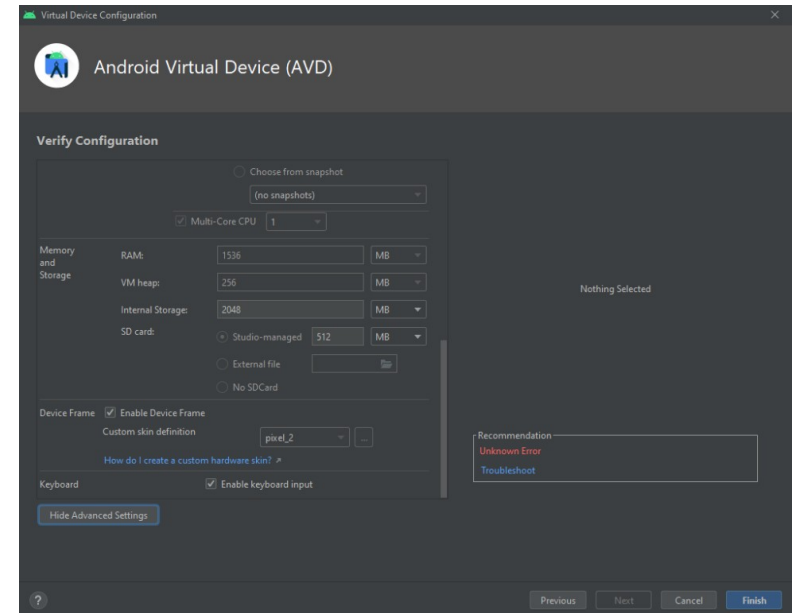 Virtual Device Configuration
Android Virtual Device (AVD)
Verify Configuration
Choose from snapshot
(no snapshots)
Multi-Core CPU 1
Memory and Storage
RAM: 1536 MB
VM heap: 256 MB
Internal Storage: 2048 MB
SD card: Studio-managed 512 MB
External file
No SDCard
Device Frame Enable Device Frame
Custom skin definition pixel_2 ...
How do I create a custom hardware skin? ↗
Keyboard Enable keyboard input
Hide Advanced Settings
Nothing Selected
Recommendation
Unknown Error
Troubleshoot
? Previous Next Cancel Finish